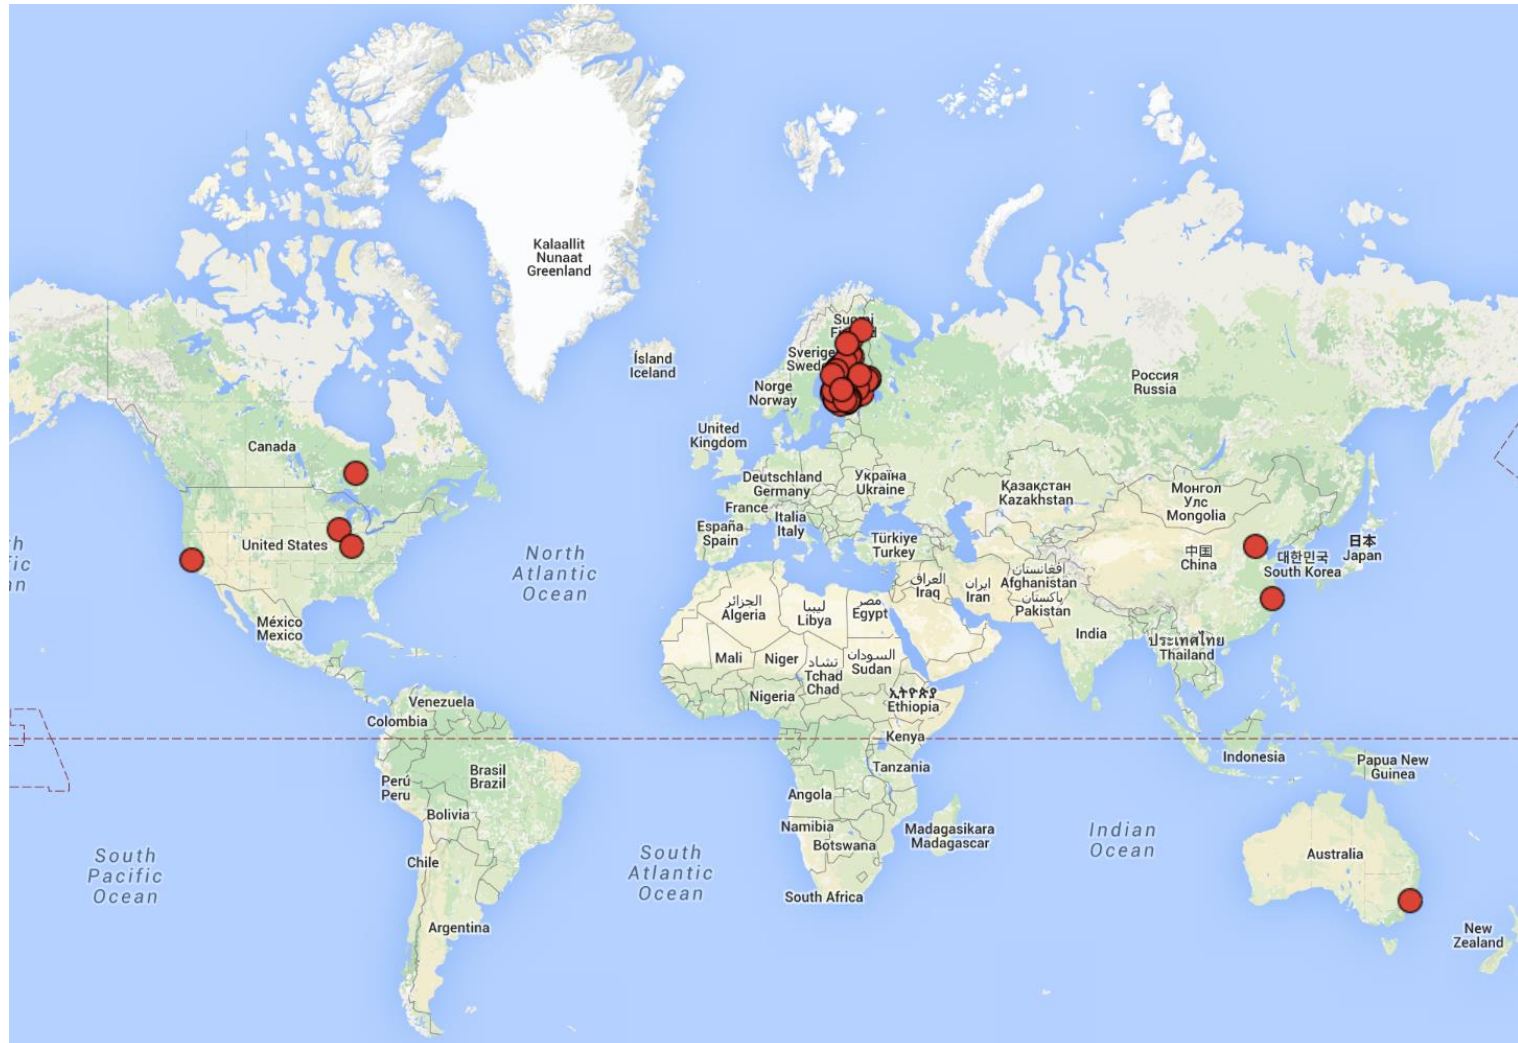 Kalaallit
Nunaat
Greenland
Ísland
Iceland
Sverige
Norge
Norway
Россия
Russia
United
Kingdom
Canada
Deutschland
Germany
Україна
Ukraine
Қазақстан
Kazakhstan
Монгол
Улс
Mongolia
France
Italia
Italy
España
Spain
Türkiye
Turkey
United States
North
Atlantic
Ocean
中国
China
대한민국
South Korea
日本
Japan
افغانستان
Afghanistan
پاکستان
Pakistan
العراق
Iraq
ایران
Iran
الجزائر
Algeria
ليبيا
Libya
مصر
Egypt
México
Mexico
India
ประเทศไทย
Thailand
Mali
Niger
تشاد
Tchad
Chad
السودان
Sudan
Nigeria
ኢትዮጵያ
Ethiopia
Venezuela
Colombia
Kenya
Indonesia
Papua New
Guinea
Tanzania
Perú
Peru
Brasil
Brazil
Angola
Bolivia
Namibia
Botswana
Madagasikara
Madagascar
Indian
Ocean
Australia
South
Pacific
Ocean
Chile
South
Atlantic
Ocean
South Africa
Argentina
New
Zealand